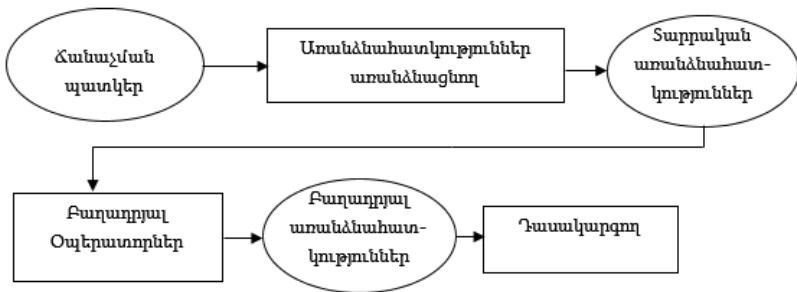 Ճանաչման
պատկեր
Առանձնահատկություններ
առանձնացնող
Տարրական
առանձնահատ-
կություններ
Բաղադրյալ
Օպերատորներ
Բաղադրյալ
առանձնահատ-
կություններ
Դասակարգող